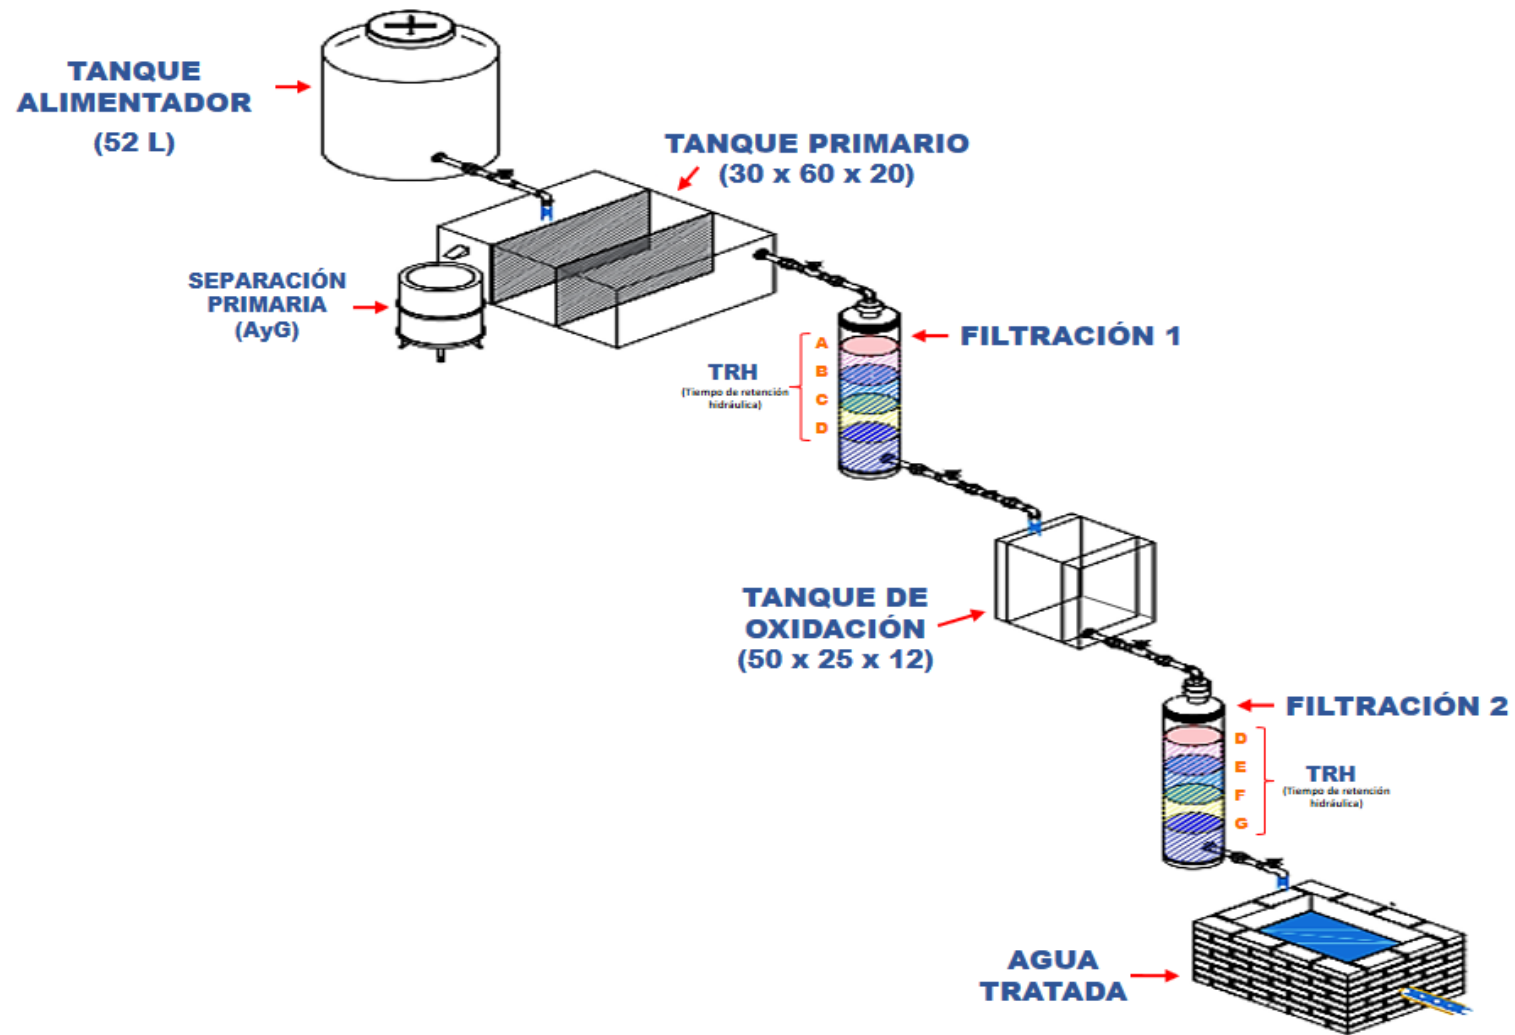 TANQUE
ALIMENTADOR
(52 L)
TANQUE PRIMARIO
(30 x 60 x 20)
SEPARACIÓN
PRIMARIA
(AyG)
FILTRACIÓN 1
A
B
C
D
TRH
(Tiempo de retención
hidráulica)
TANQUE DE
OXIDACIÓN
(50 x 25 x 12)
FILTRACIÓN 2
D
E
F
G
TRH
(Tiempo de retención
hidráulica)
AGUA
TRATADA